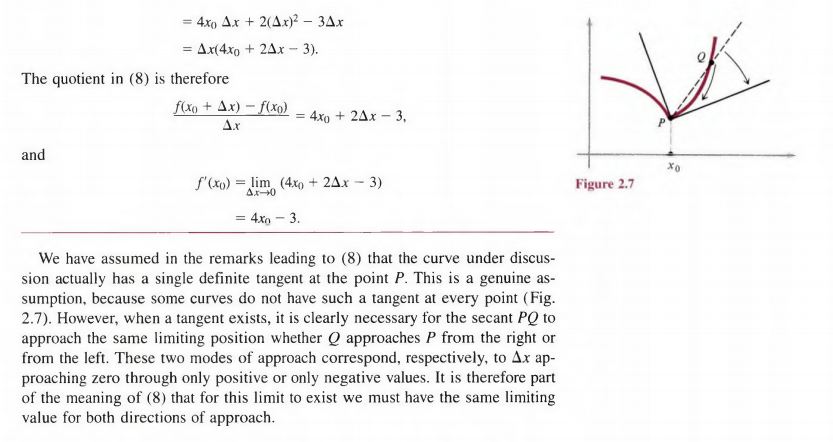 = 4x₀ Δx + 2(Δx)² − 3Δx
= Δx(4x₀ + 2Δx − 3).
The quotient in (8) is therefore
f(x₀ + Δx) − f(x₀)
Δx
= 4x₀ + 2Δx − 3,
and
f′(x₀) = lim (4x₀ + 2Δx − 3)
Δx→0
= 4x₀ − 3.
We have assumed in the remarks leading to (8) that the curve under discus-
sion actually has a single definite tangent at the point P. This is a genuine as-
sumption, because some curves do not have such a tangent at every point (Fig.
2.7). However, when a tangent exists, it is clearly necessary for the secant PQ to
approach the same limiting position whether Q approaches P from the right or
from the left. These two modes of approach correspond, respectively, to Δx ap-
proaching zero through only positive or only negative values. It is therefore part
of the meaning of (8) that for this limit to exist we must have the same limiting
value for both directions of approach.
Q
P
x₀
Figure 2.7